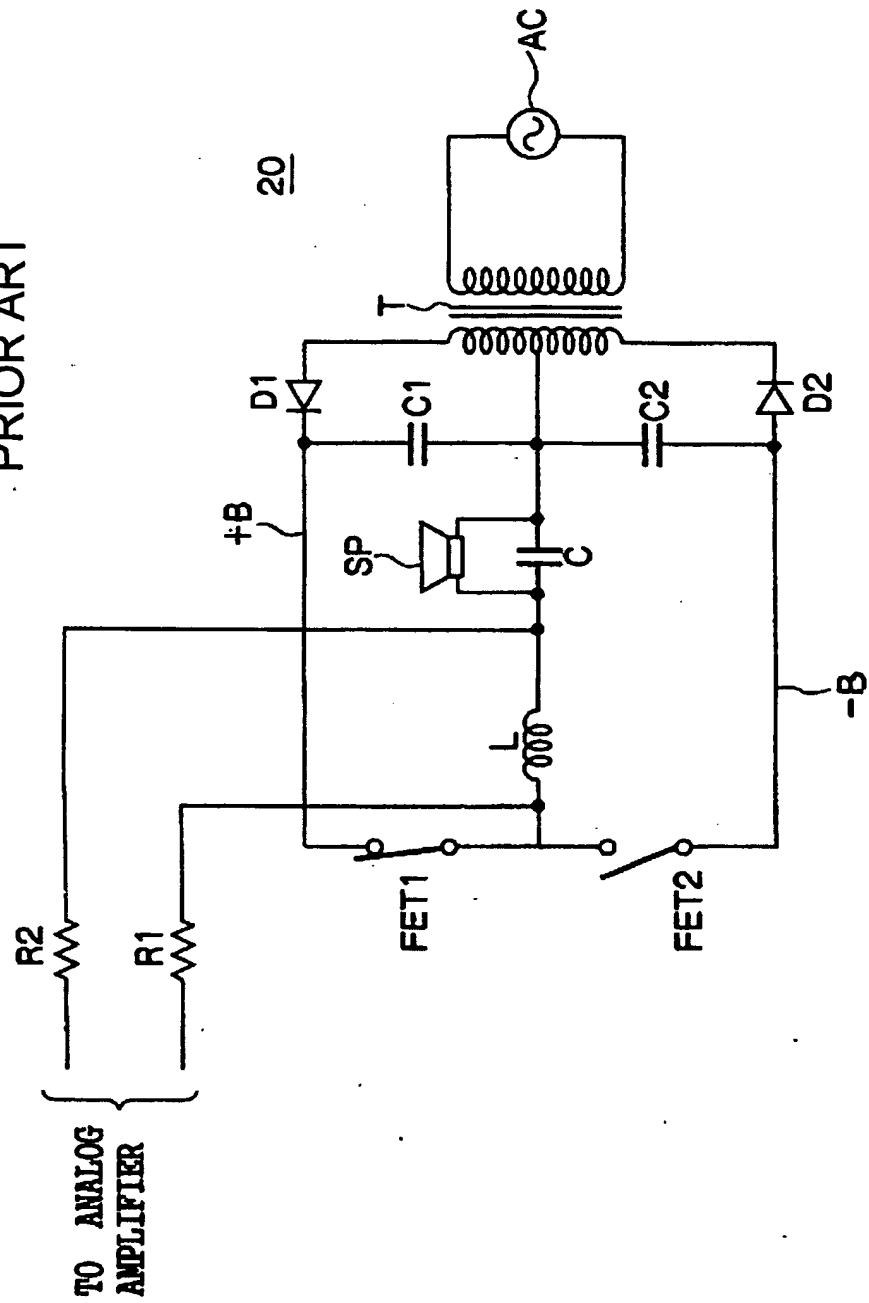 PRIOR ART
20
AC
T
D1
C1
C2
D2
+B
SP
C
-B
L
R2
R1
FET1
FET2
TO ANALOG
AMPLIFIER